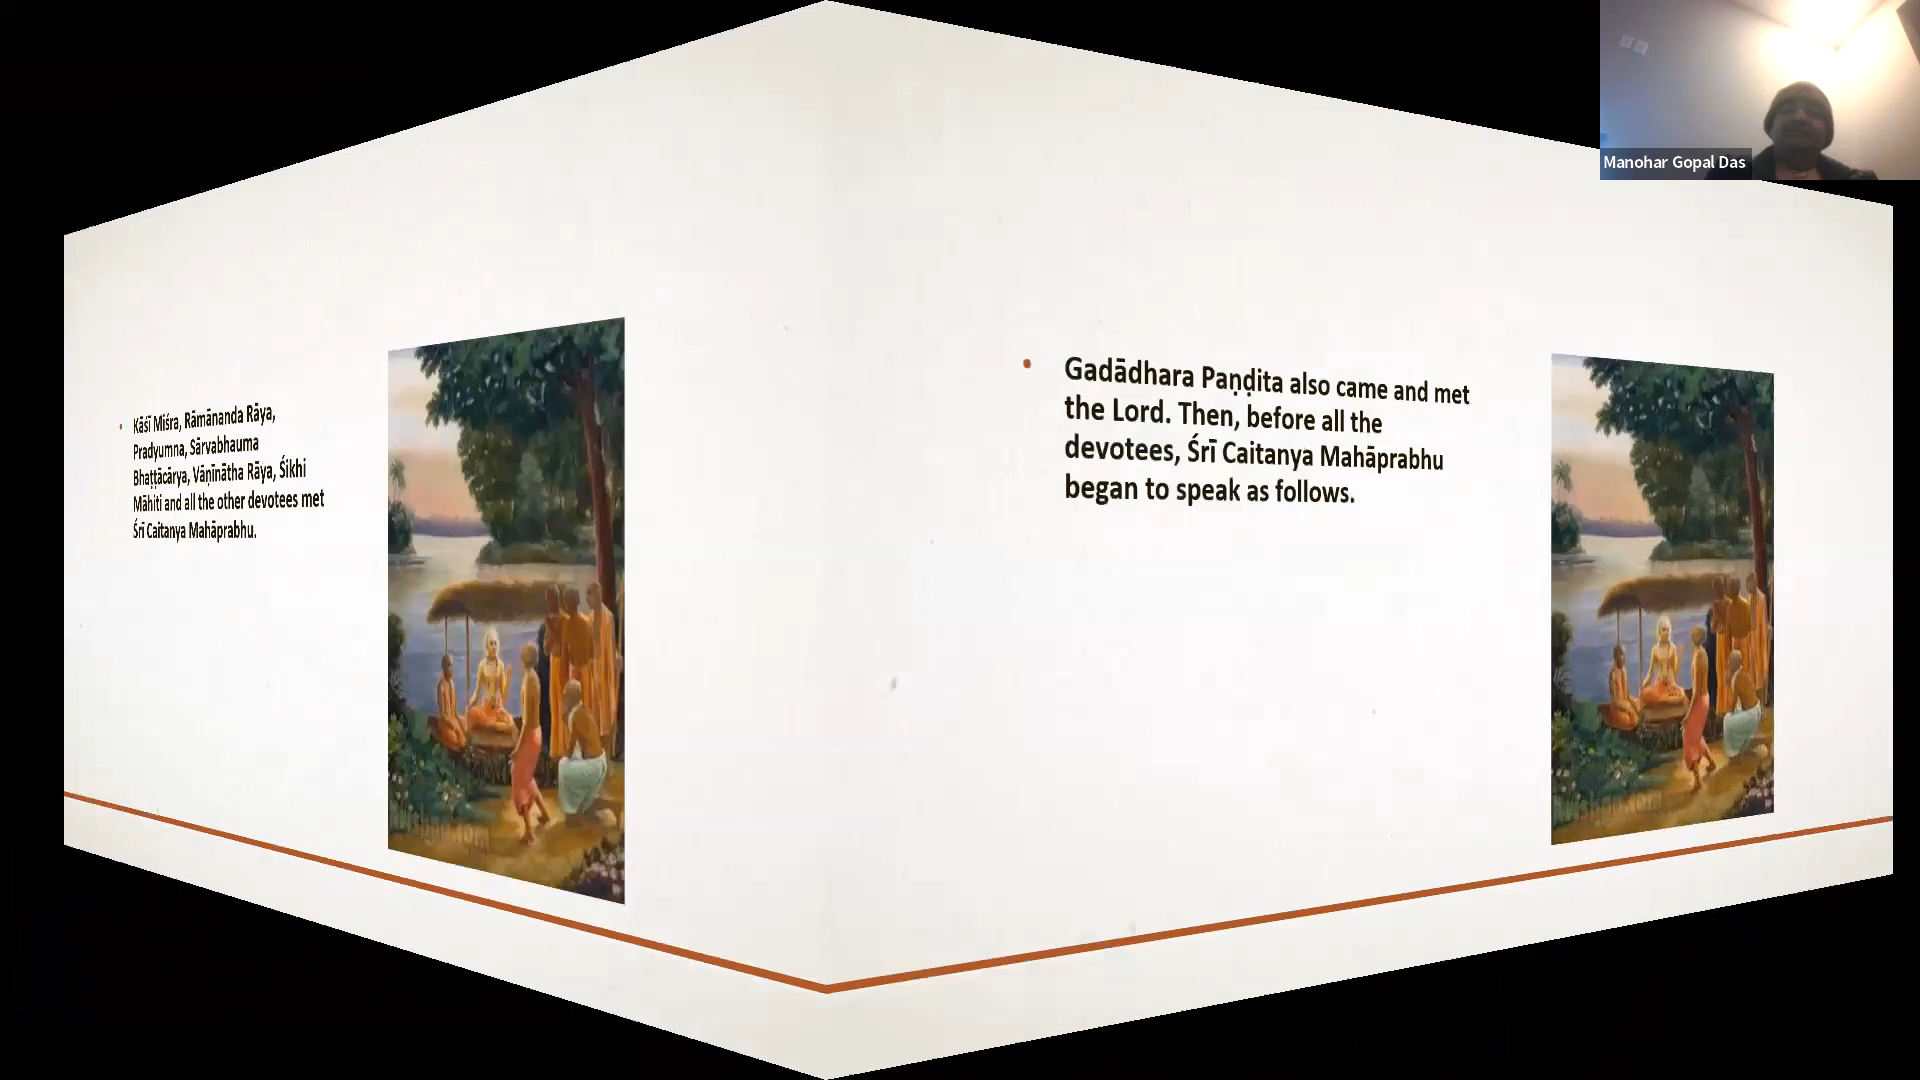 Kāśī Miśra, Rāmānanda Rāya,
Pradyumna, Sārvabhauma
Bhaṭṭācārya, Vāṇīnātha Rāya, Śikhi
Māhiti and all the other devotees met
Śrī Caitanya Mahāprabhu.
Gadādhara Paṇḍita also came and met
the Lord. Then, before all the
devotees, Śrī Caitanya Mahāprabhu
began to speak as follows.
Manohar Gopal Das